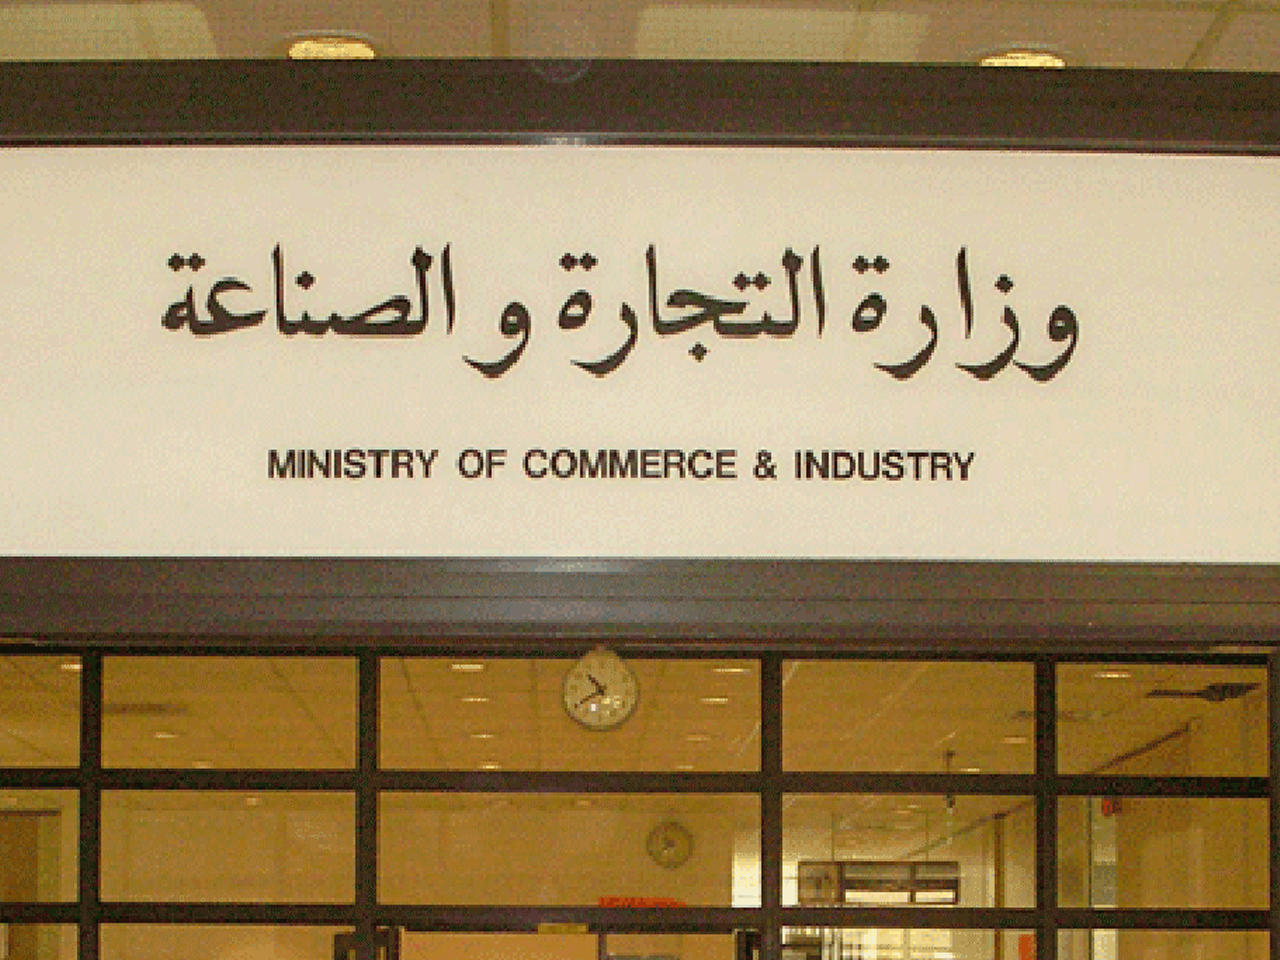 وزارة التجارة و الصناعة
MINISTRY OF COMMERCE & INDUSTRY